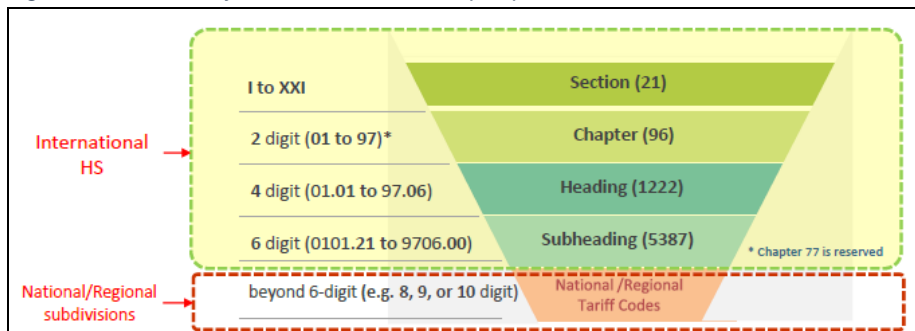 I to XXI
Section (21)
2 digit (01 to 97)*
Chapter (96)
International
HS
4 digit (01.01 to 97.06)
Heading (1222)
6 digit (0101.21 to 9706.00)
Subheading (5387)
* Chapter 77 is reserved
National/Regional
subdivisions
beyond 6-digit (e.g. 8, 9, or 10 digit)
National /Regional
Tariff Codes